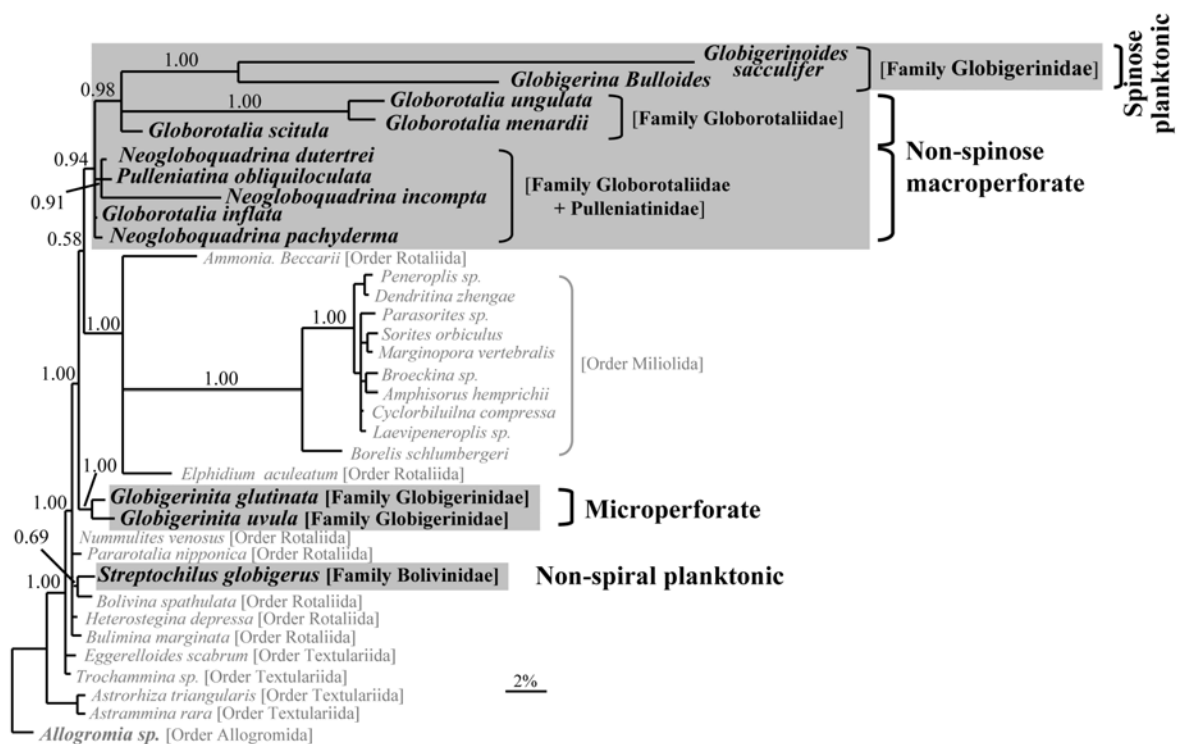 1.00
Globigerinoides
sacculifer
[Family Globigerinidae]
Spinose
planktonic
Globigerina Bulloides
0.98
1.00
Globorotalia ungulata
Globorotalia menardii
[Family Globorotaliidae]
Globorotalia scitula
Non-spinose
macroperforate
0.94
Neogloboquadrina dutertrei
Pulleniatina obliquiloculata
0.91
Neogloboquadrina incompta
[Family Globorotaliidae
+ Pulleniatinidae]
Globorotalia inflata
0.58
Neogloboquadrina pachyderma
Ammonia. Beccarii [Order Rotaliida]
Peneroplis sp.
Dendritina zhengae
1.00
1.00
Parasorites sp.
Sorites orbiculus
Marginopora vertebralis
[Order Miliolida]
1.00
1.00
Broeckina sp.
Amphisorus hemprichii
Cyclorbiluilna compressa
Laevipeneroplis sp.
Borelis schlumbergeri
1.00
Elphidium aculeatum [Order Rotaliida]
1.00
Globigerinita glutinata [Family Globigerinidae]
Globigerinita uvula [Family Globigerinidae]
Microperforate
0.69
Nummulites venosus [Order Rotaliida]
Pararotalia nipponica [Order Rotaliida]
1.00
Streptochilus globigerus [Family Bolivinidae]
Non-spiral planktonic
Bolivina spathulata [Order Rotaliida]
Heterostegina depressa [Order Rotaliida]
Bulimina marginata [Order Rotaliida]
Eggerelloides scabrum [Order Textulariida]
Trochammina sp. [Order Textulariida]
2%
Astrorhiza triangularis [Order Textulariida]
Astrammina rara [Order Textulariida]
Allogromia sp. [Order Allogromida]